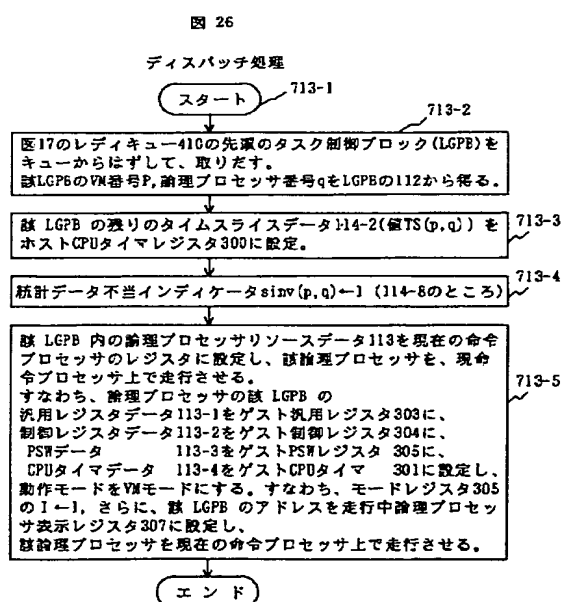 図 26
ディスパッチ処理
スタート
713-1
713-2
図17のレディキュー410の先頭のタスク制御ブロック(LGPB)を
キューからはずして、取りだす。
該LGPBのVM番号P,論理プロセッサ番号qをLGPBの112から得る。
該 LGPB の残りのタイムスライスデータ114-2(値TS(p,q)) を
ホストCPUタイマレジスタ300に設定。
713-3
統計データ不当インディケータsinv(p,q)←1 (114-8のところ)
713-4
該 LGPB 内の論理プロセッサリソースデータ113を現在の命令
プロセッサのレジスタに設定し、該論理プロセッサを、現命
令プロセッサ上で走行させる。
すなわち、論理プロセッサの該 LGPB の
汎用レジスタデータ113-1をゲスト汎用レジスタ303に、
制御レジスタデータ113-2をゲスト制御レジスタ304に、
PSWデータ 113-3をゲストPSWレジスタ 305に、
CPUタイマデータ 113-4をゲストCPUタイマ 301に設定し、
動作モードをVMモードにする。すなわち、モードレジスタ305
の I←1, さらに、該 LGPB のアドレスを走行中論理プロセッ
サ表示レジスタ307に設定し、
該論理プロセッサを現在の命令プロセッサ上で走行させる。
713-5
エンド